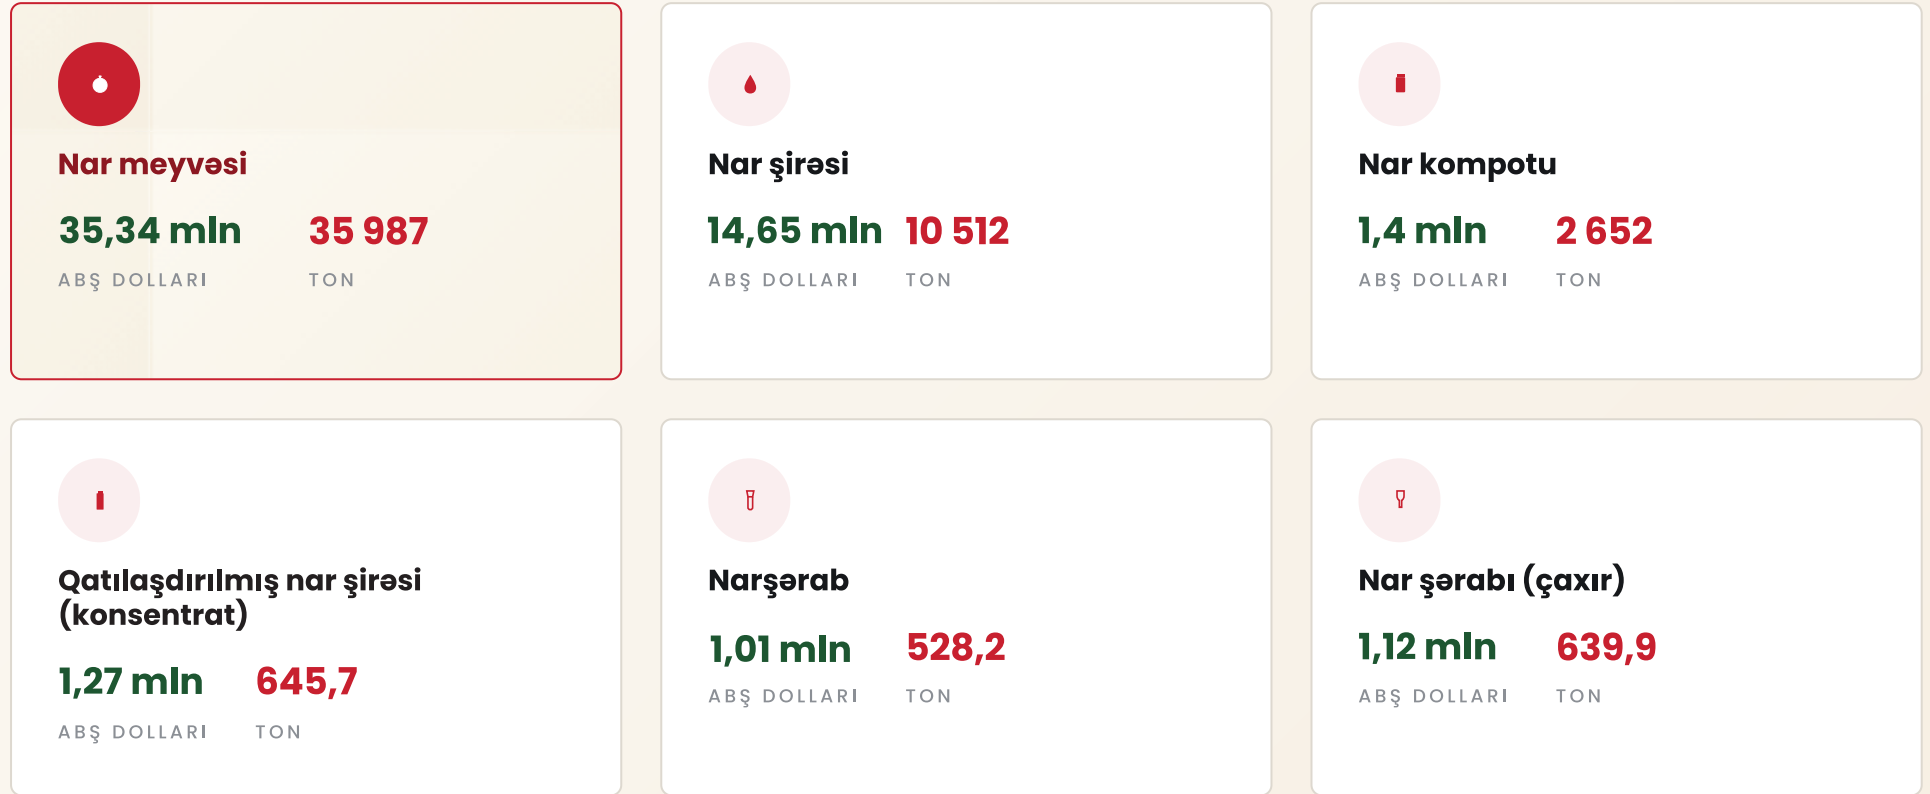 Nar meyvəsi
35,34 mln 35 987
ABŞ DOLLARI TON
Nar şirəsi
14,65 mln 10 512
ABŞ DOLLARI TON
Nar kompotu
1,4 mln 2 652
ABŞ DOLLARI TON
Qatılaşdırılmış nar şirəsi
(konsentrat)
1,27 mln 645,7
ABŞ DOLLARI TON
Narşərab
1,01 mln 528,2
ABŞ DOLLARI TON
Nar şərabı (çaxır)
1,12 mln 639,9
ABŞ DOLLARI TON